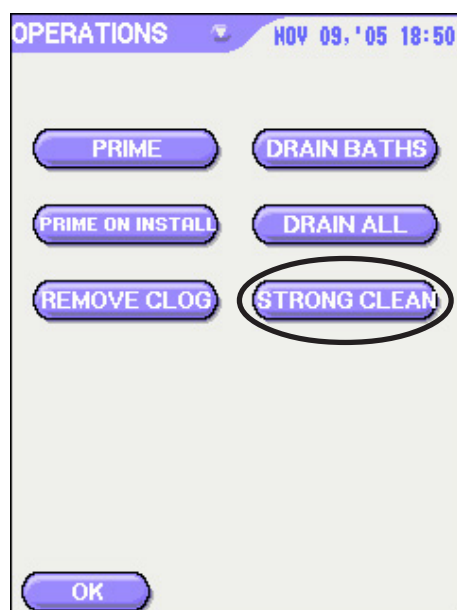 OPERATIONS NOV 09,'05 18:50
PRIME DRAIN BATHS
PRIME ON INSTALL DRAIN ALL
REMOVE CLOG STRONG CLEAN
OK